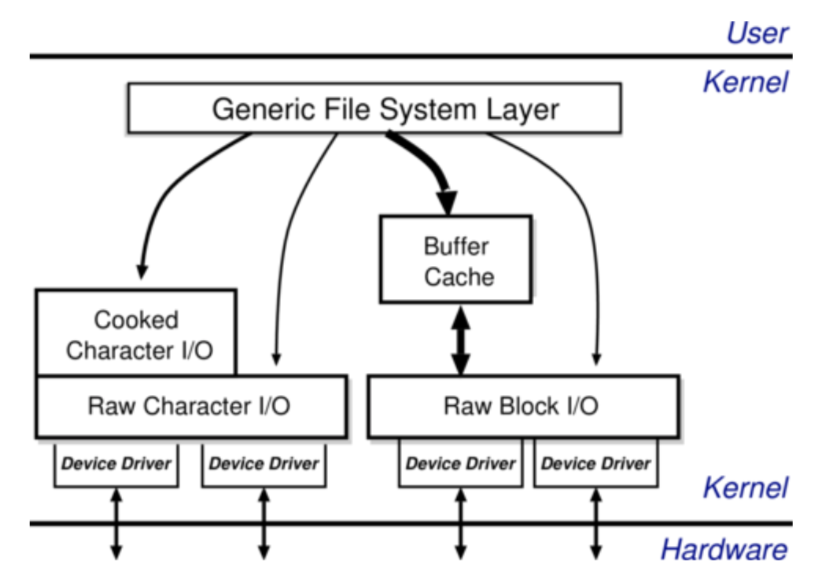 User
Kernel
Generic File System Layer
Buffer
Cache
Cooked
Character I/O
Raw Character I/O
Raw Block I/O
Device Driver
Device Driver
Device Driver
Device Driver
Kernel
Hardware